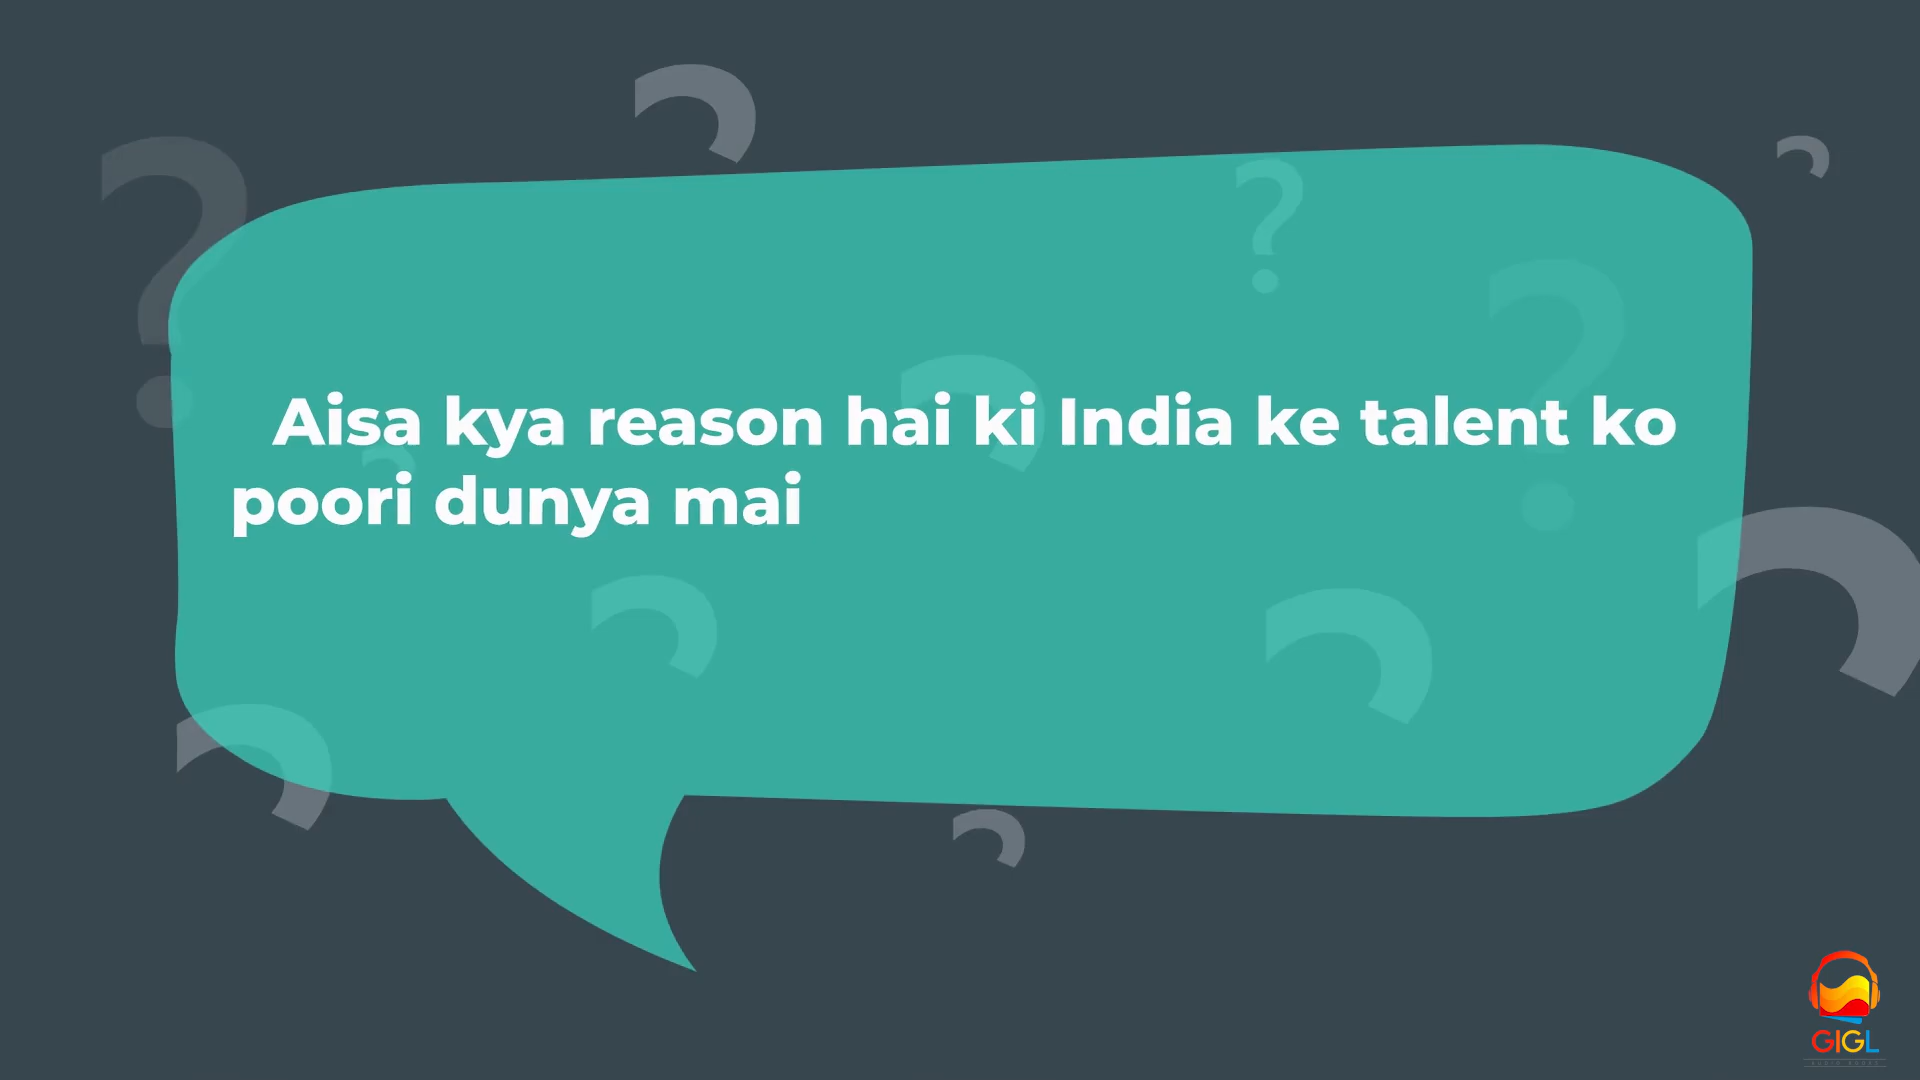 Aisa kya reason hai ki India ke talent ko
poori dunya mai
GIGL